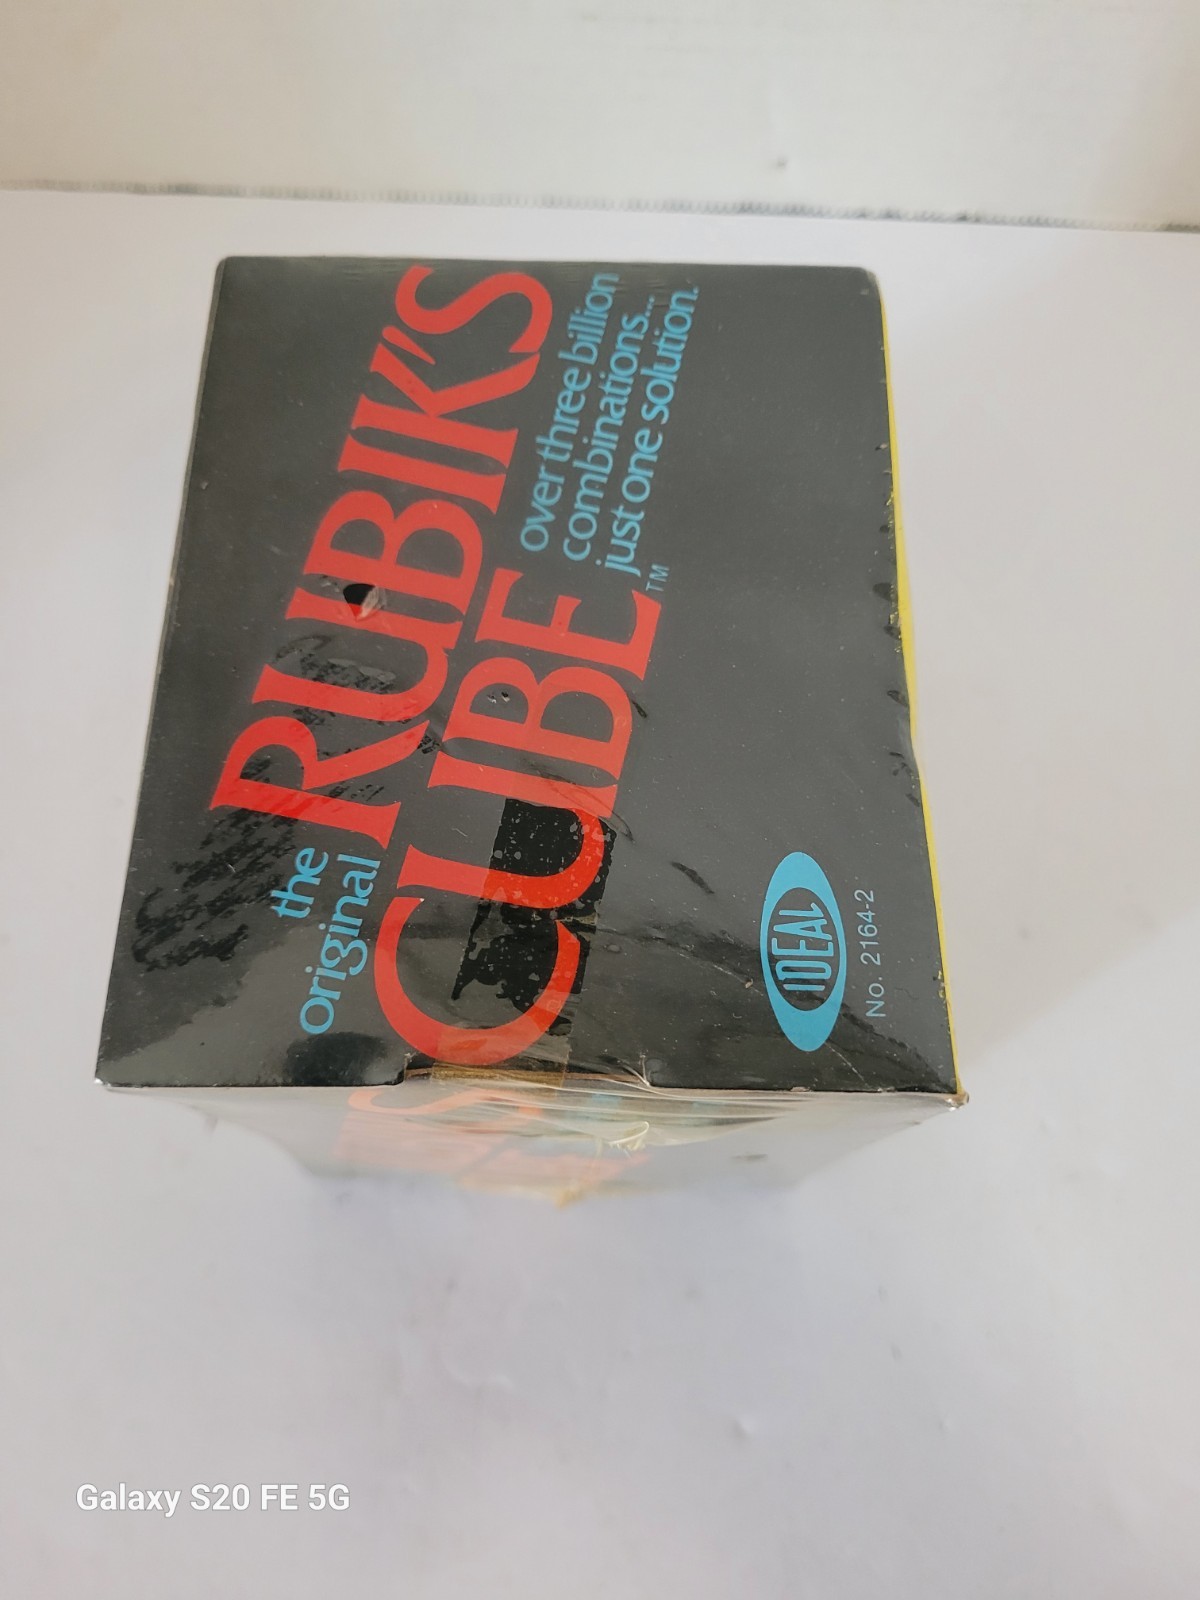 the
original
RUBIK'S
CUBE™
over three billion
combinations...
just one solution.
IDEAL
No. 2164-2
Galaxy S20 FE 5G